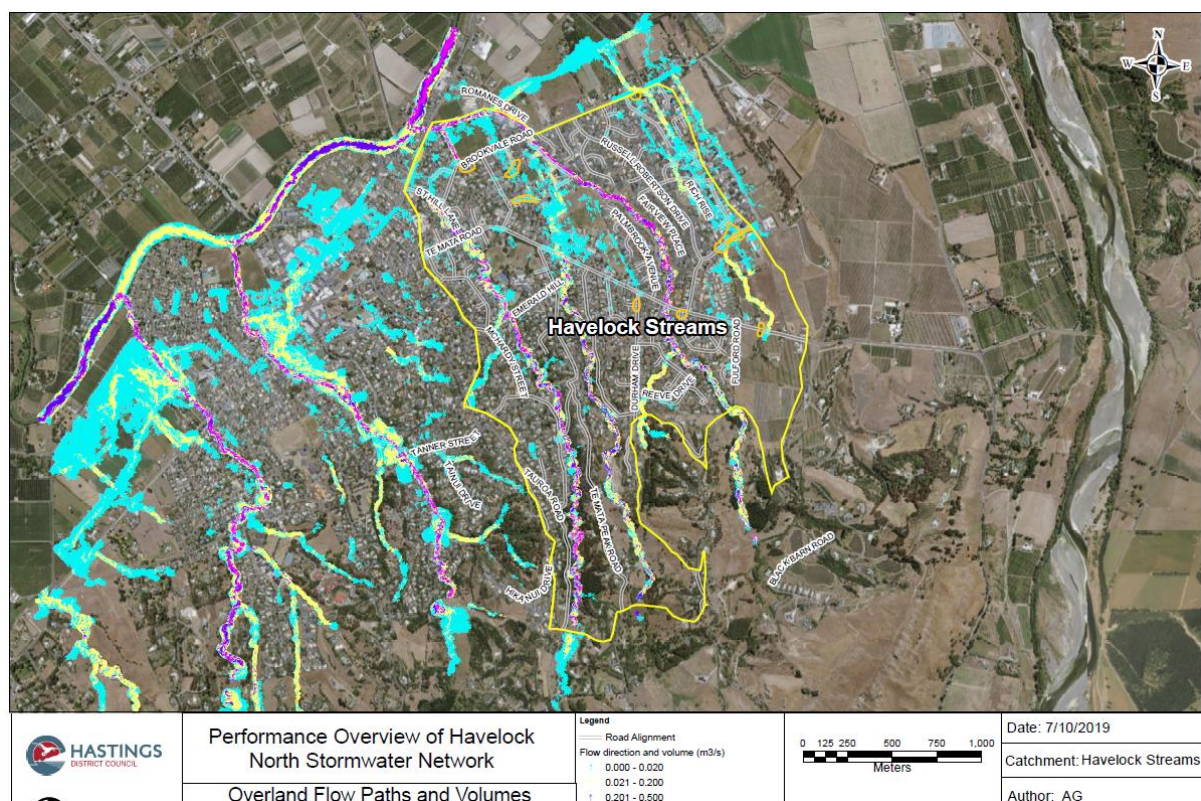 N
W E
S
ROMANES DRIVE
BROOKVALE ROAD
RUSSELL ROBERTSON DRIVE
RICH RISE
FAIRVIEW PLACE
PALMBROOK AVENUE
ST HILL LANE
TE MATA ROAD
EMERALD HILL
Havelock Streams
MCHARDY STREET
DURHAM DRIVE
FULFORD ROAD
REEVE DRIVE
TANNER STREET
TAINUI DRIVE
TAUROA ROAD
TE MATA PEAK ROAD
HIKANUI DRIVE
BLACK BARN ROAD
HASTINGS
DISTRICT COUNCIL
Performance Overview of Havelock
North Stormwater Network
Overland Flow Paths and Volumes
Legend
Road Alignment
Flow direction and volume (m3/s)
0.000 - 0.020
0.021 - 0.200
0.201 - 0.500
0 125 250 500 750 1,000
Meters
Date: 7/10/2019
Catchment: Havelock Streams
Author: AG